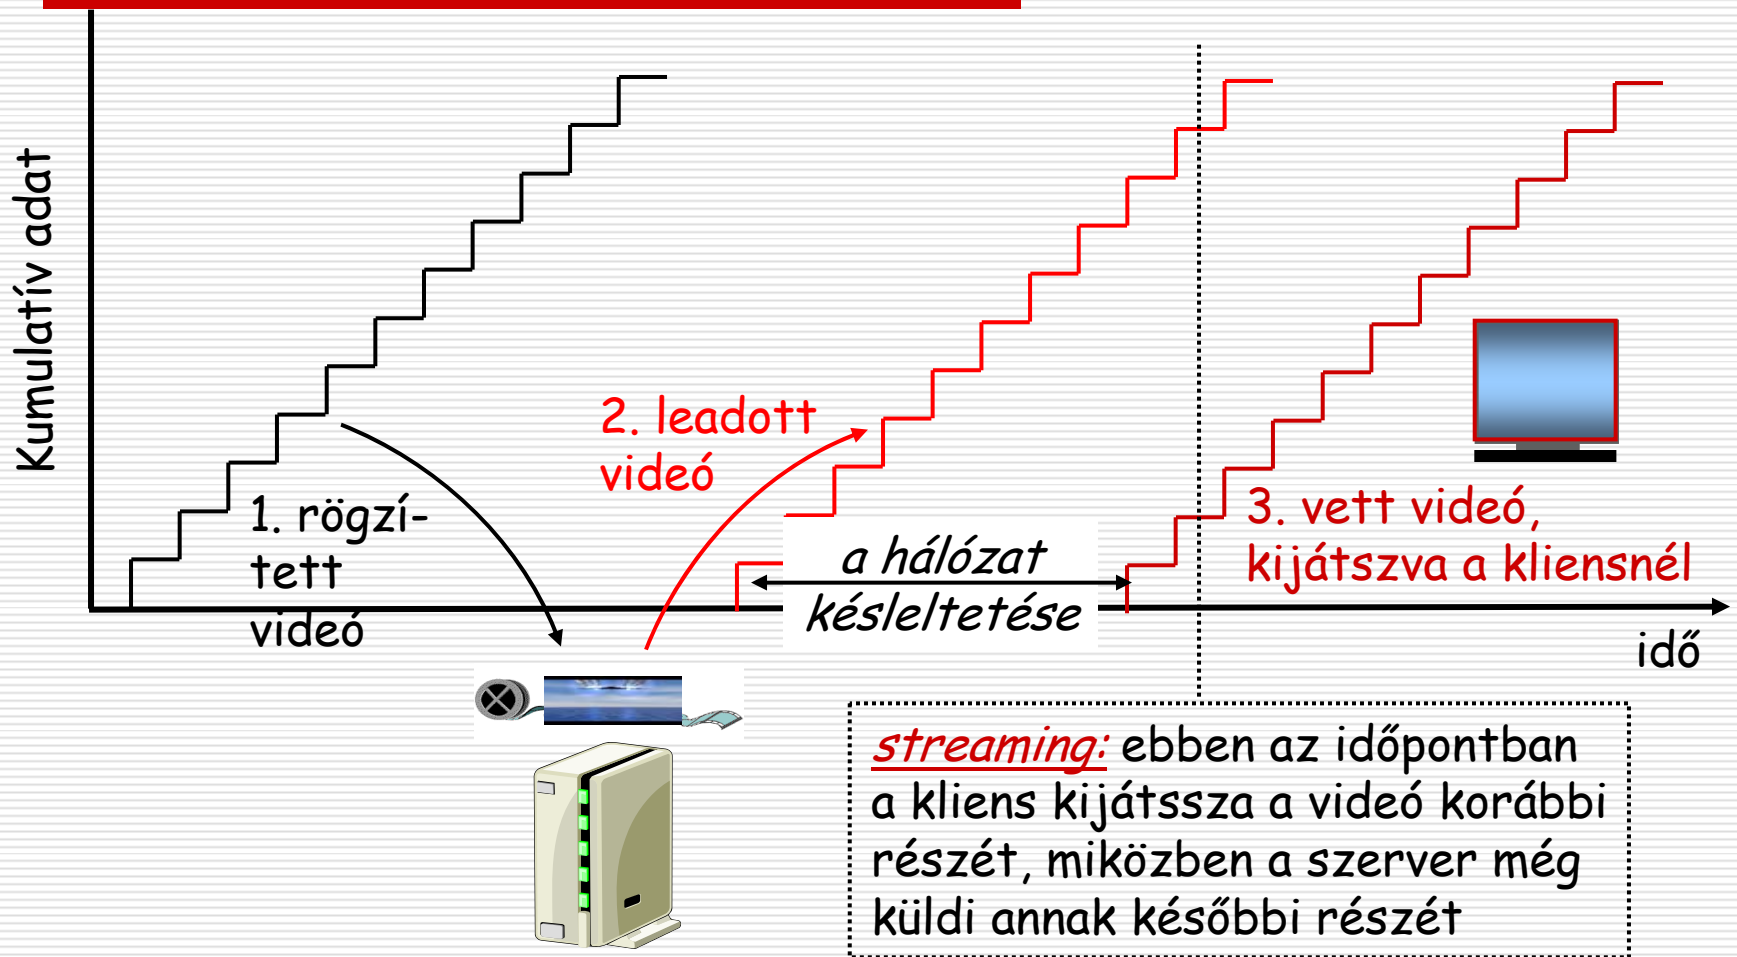 Kumulatív adat
1. rögzí-
tett
videó
2. leadott
videó
a hálózat
késleltetése
3. vett videó,
kijátszva a kliensnél
idő
streaming: ebben az időpontban
a kliens kijátssza a videó korábbi
részét, miközben a szerver még
küldi annak későbbi részét